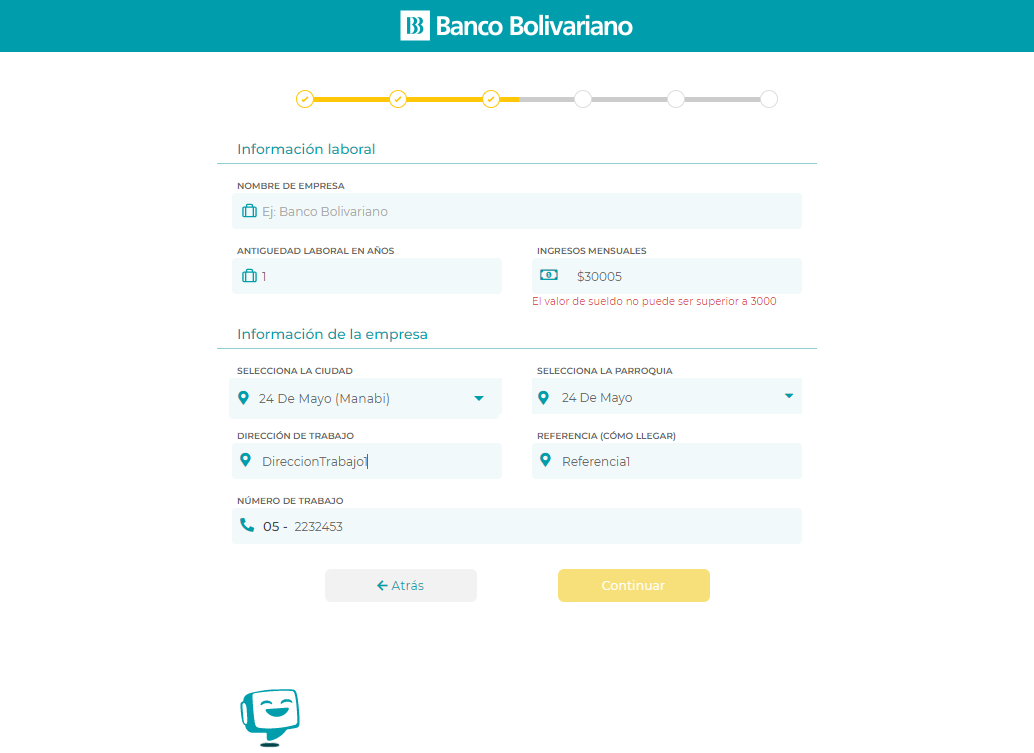 Banco Bolivariano
Información laboral
NOMBRE DE EMPRESA
Ej: Banco Bolivariano
ANTIGUEDAD LABORAL EN AÑOS
INGRESOS MENSUALES
1
$30005
El valor de sueldo no puede ser superior a 3000
Información de la empresa
SELECCIONA LA CIUDAD
SELECCIONA LA PARROQUIA
24 De Mayo (Manabi)
24 De Mayo
DIRECCIÓN DE TRABAJO
REFERENCIA (CÓMO LLEGAR)
DireccionTrabajo1
Referencia1
NÚMERO DE TRABAJO
05 - 2232453
Atrás
Continuar